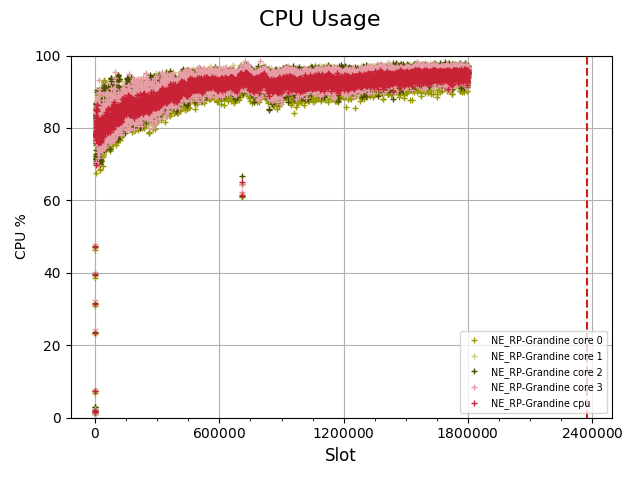 CPU Usage
100
80
60
40
20
0
CPU %
0 600000 1200000 1800000 2400000
Slot
NE_RP-Grandine core 0
NE_RP-Grandine core 1
NE_RP-Grandine core 2
NE_RP-Grandine core 3
NE_RP-Grandine cpu